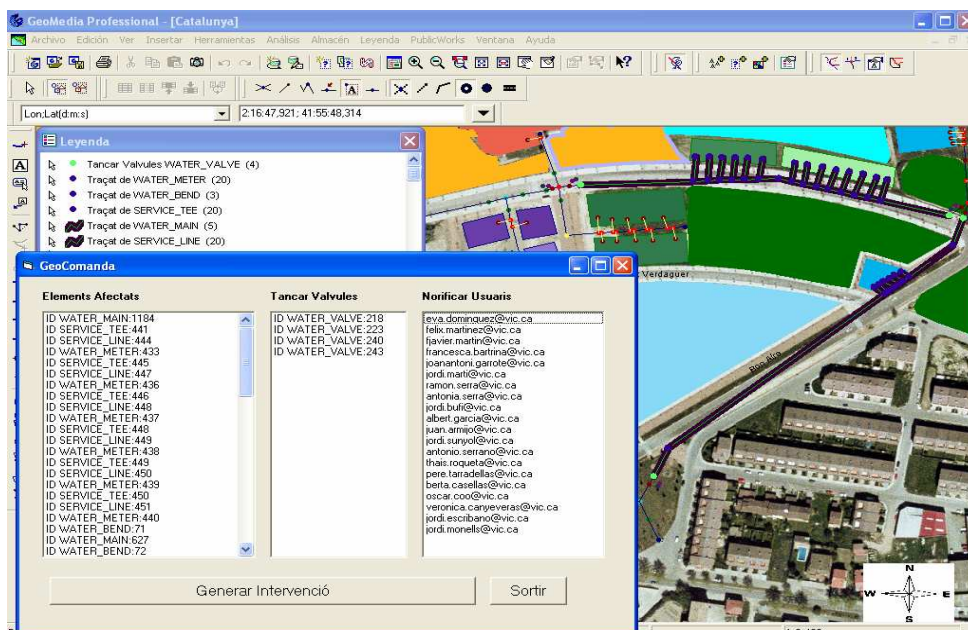 GeoMedia Professional - [Catalunya]
Archivo Edición Ver Insertar Herramientas Análisis Almacén Leyenda PublicWorks Ventana Ayuda
Lon;Lat(d:m:s) 2:16:47,921; 41:55:48,314
Leyenda
Tancar Valvules WATER_VALVE (4)
Traçat de WATER_METER (20)
Traçat de WATER_BEND (3)
Traçat de SERVICE_TEE (20)
Traçat de WATER_MAIN (5)
Traçat de SERVICE_LINE (20)
Verdaguer
GeoComanda
Elements Afectats
ID WATER_MAIN:1184
ID SERVICE_TEE:441
ID SERVICE_LINE:444
ID WATER_METER:433
ID SERVICE_TEE:445
ID SERVICE_LINE:447
ID WATER_METER:436
ID SERVICE_TEE:446
ID SERVICE_LINE:448
ID WATER_METER:437
ID SERVICE_TEE:448
ID SERVICE_LINE:449
ID WATER_METER:438
ID SERVICE_TEE:449
ID SERVICE_LINE:450
ID WATER_METER:439
ID SERVICE_TEE:450
ID SERVICE_LINE:451
ID WATER_METER:440
ID WATER_BEND:71
ID WATER_MAIN:627
ID WATER_BEND:72
Tancar Valvules
ID WATER_VALVE:218
ID WATER_VALVE:223
ID WATER_VALVE:240
ID WATER_VALVE:243
Notificar Usuaris
eva.dominguez@vic.ca
felix.martinez@vic.ca
fjavier.martin@vic.ca
francesca.bartrina@vic.ca
joanantoni.garrote@vic.ca
jordi.marti@vic.ca
ramon.serra@vic.ca
antonia.serra@vic.ca
jordi.bufi@vic.ca
albert.garcia@vic.ca
juan.armijo@vic.ca
jordi.sunyol@vic.ca
antonio.serrano@vic.ca
thais.roqueta@vic.ca
pere.tarradellas@vic.ca
berta.casellas@vic.ca
oscar.coo@vic.ca
veronica.canyeveras@vic.ca
jordi.escribano@vic.ca
jordi.monells@vic.ca
Generar Intervenció
Sortir
N
W E
S